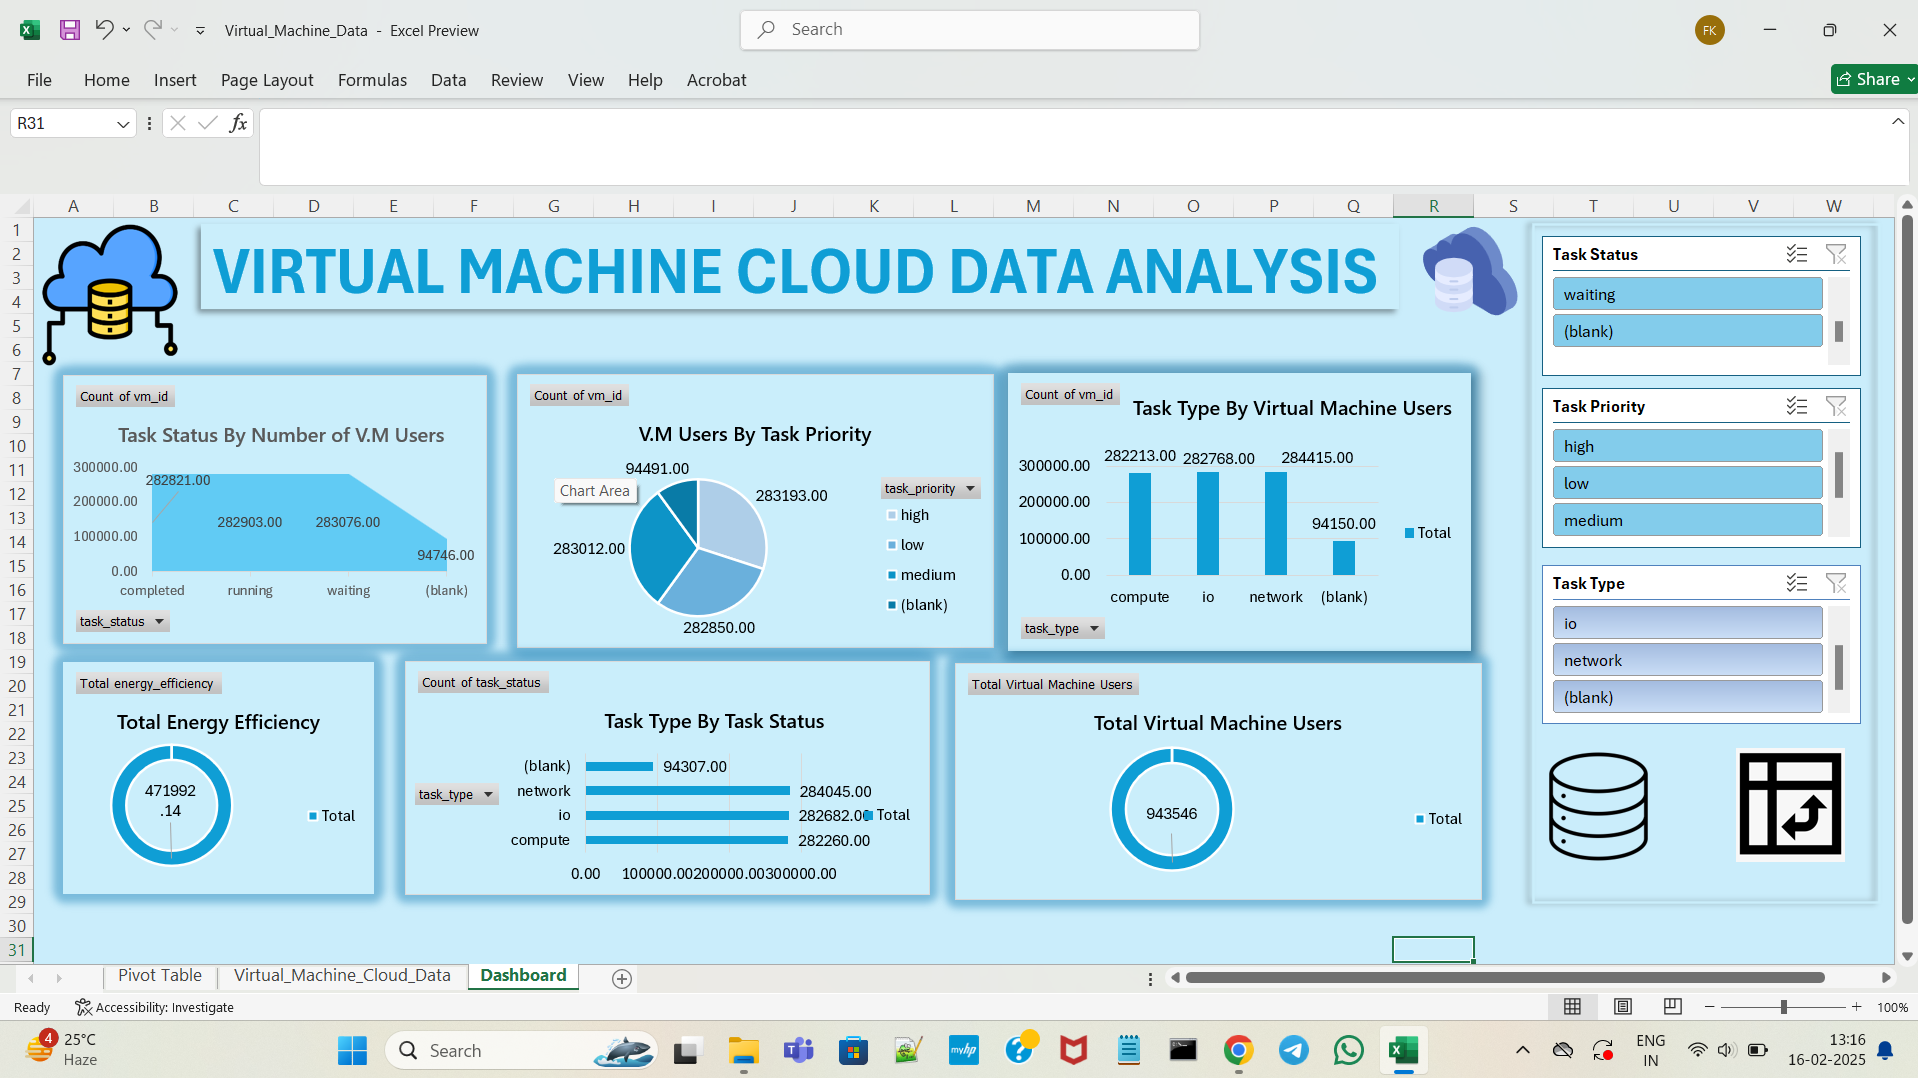 Virtual_Machine_Data - Excel Preview
Search
FK
File Home Insert Page Layout Formulas Data Review View Help Acrobat
Share
R31
fx
A B C D E F G H I J K L M N O P Q R S T U V W
1
2
3
4
5
6
7
8
9
10
11
12
13
14
15
16
17
18
19
20
21
22
23
24
25
26
27
28
29
30
31
VIRTUAL MACHINE CLOUD DATA ANALYSIS
Count of vm_id
Task Status By Number of V.M Users
300000.00
200000.00
100000.00
0.00
282821.00
282903.00
283076.00
94746.00
completed running waiting (blank)
task_status
Count of vm_id
V.M Users By Task Priority
94491.00
283193.00
283012.00
282850.00
Chart Area
task_priority
high
low
medium
(blank)
Count of vm_id
Task Type By Virtual Machine Users
300000.00
200000.00
100000.00
0.00
282213.00 282768.00 284415.00
94150.00
compute io network (blank)
Total
task_type
Total energy_efficiency
Total Energy Efficiency
471992
.14
Total
Count of task_status
Task Type By Task Status
task_type
(blank) 94307.00
network 284045.00
io 282682.00
compute 282260.00
0.00 100000.00200000.00300000.00
Total
Total Virtual Machine Users
Total Virtual Machine Users
943546
Total
Task Status
waiting
(blank)
Task Priority
high
low
medium
Task Type
io
network
(blank)
Pivot Table Virtual_Machine_Cloud_Data Dashboard
Ready Accessibility: Investigate
100%
4
25°C
Haze
Search
myhp
ENG
IN
13:16
16-02-2025